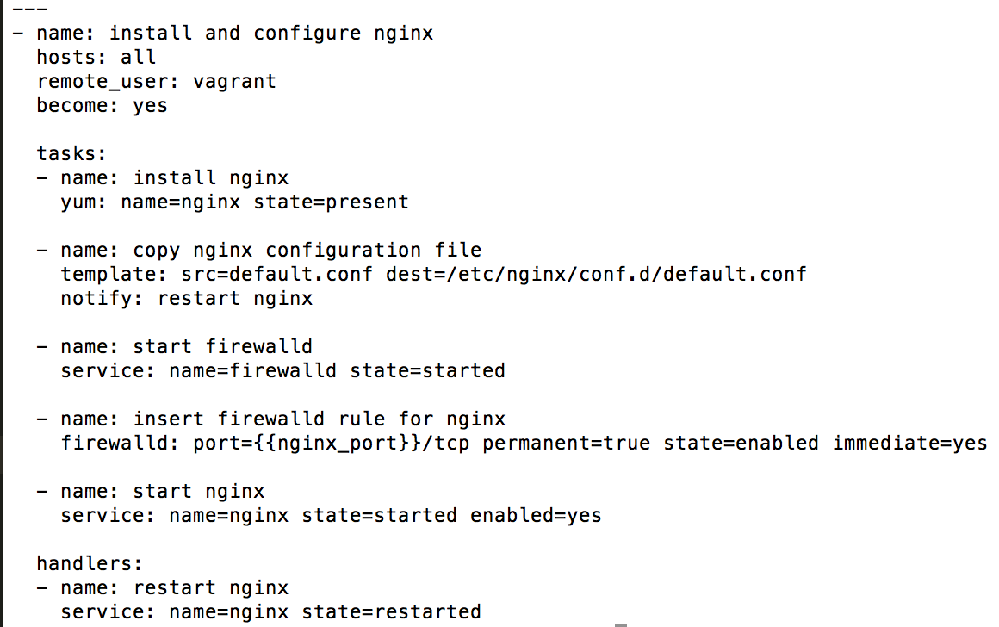 ---
- name: install and configure nginx
  hosts: all
  remote_user: vagrant
  become: yes

  tasks:
  - name: install nginx
    yum: name=nginx state=present

  - name: copy nginx configuration file
    template: src=default.conf dest=/etc/nginx/conf.d/default.conf
    notify: restart nginx

  - name: start firewalld
    service: name=firewalld state=started

  - name: insert firewalld rule for nginx
    firewalld: port={{nginx_port}}/tcp permanent=true state=enabled immediate=yes

  - name: start nginx
    service: name=nginx state=started enabled=yes

  handlers:
  - name: restart nginx
    service: name=nginx state=restarted